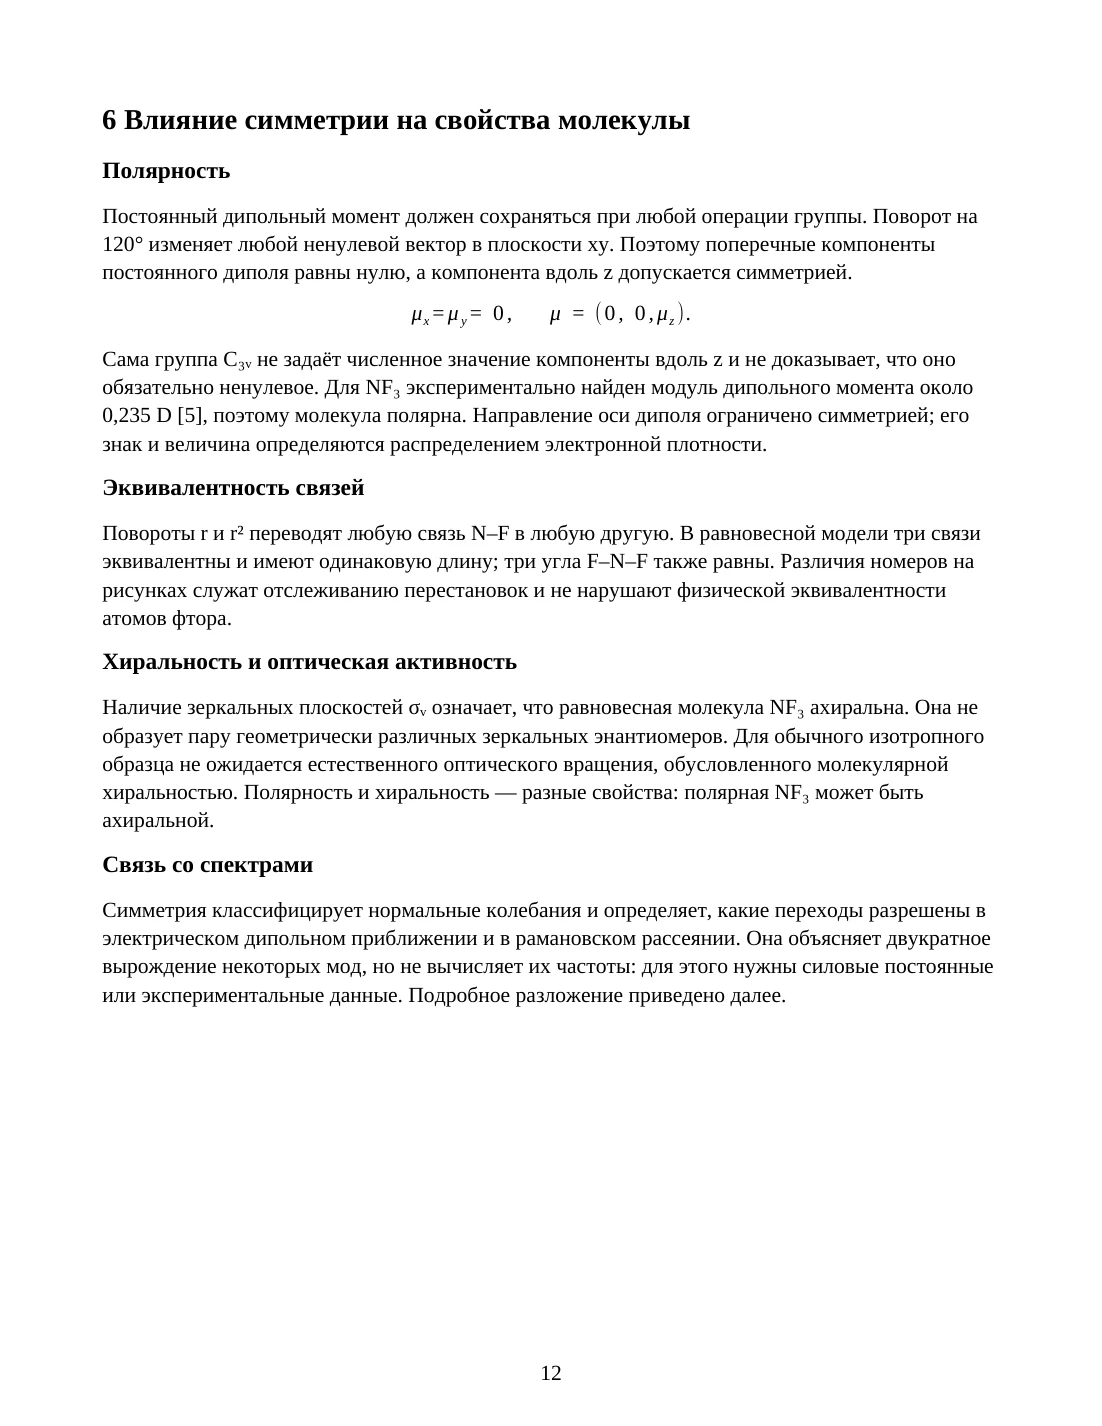 6 Влияние симметрии на свойства молекулы
Полярность
Постоянный дипольный момент должен сохраняться при любой операции группы. Поворот на
120° изменяет любой ненулевой вектор в плоскости xy. Поэтому поперечные компоненты
постоянного диполя равны нулю, а компонента вдоль z допускается симметрией.
μₓ=μᵧ= 0, μ = (0, 0,μ_z).
Сама группа C₃ᵥ не задаёт численное значение компоненты вдоль z и не доказывает, что оно
обязательно ненулевое. Для NF₃ экспериментально найден модуль дипольного момента около
0,235 D [5], поэтому молекула полярна. Направление оси диполя ограничено симметрией; его
знак и величина определяются распределением электронной плотности.
Эквивалентность связей
Повороты r и r² переводят любую связь N–F в любую другую. В равновесной модели три связи
эквивалентны и имеют одинаковую длину; три угла F–N–F также равны. Различия номеров на
рисунках служат отслеживанию перестановок и не нарушают физической эквивалентности
атомов фтора.
Хиральность и оптическая активность
Наличие зеркальных плоскостей σᵥ означает, что равновесная молекула NF₃ ахиральна. Она не
образует пару геометрически различных зеркальных энантиомеров. Для обычного изотропного
образца не ожидается естественного оптического вращения, обусловленного молекулярной
хиральностью. Полярность и хиральность — разные свойства: полярная NF₃ может быть
ахиральной.
Связь со спектрами
Симметрия классифицирует нормальные колебания и определяет, какие переходы разрешены в
электрическом дипольном приближении и в рамановском рассеянии. Она объясняет двукратное
вырождение некоторых мод, но не вычисляет их частоты: для этого нужны силовые постоянные
или экспериментальные данные. Подробное разложение приведено далее.
12